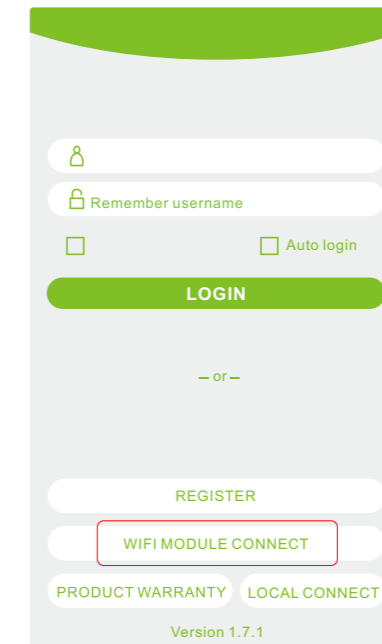 Remember username
Auto login
LOGIN
– or –
REGISTER
WIFI MODULE CONNECT
PRODUCT WARRANTY LOCAL CONNECT
Version 1.7.1